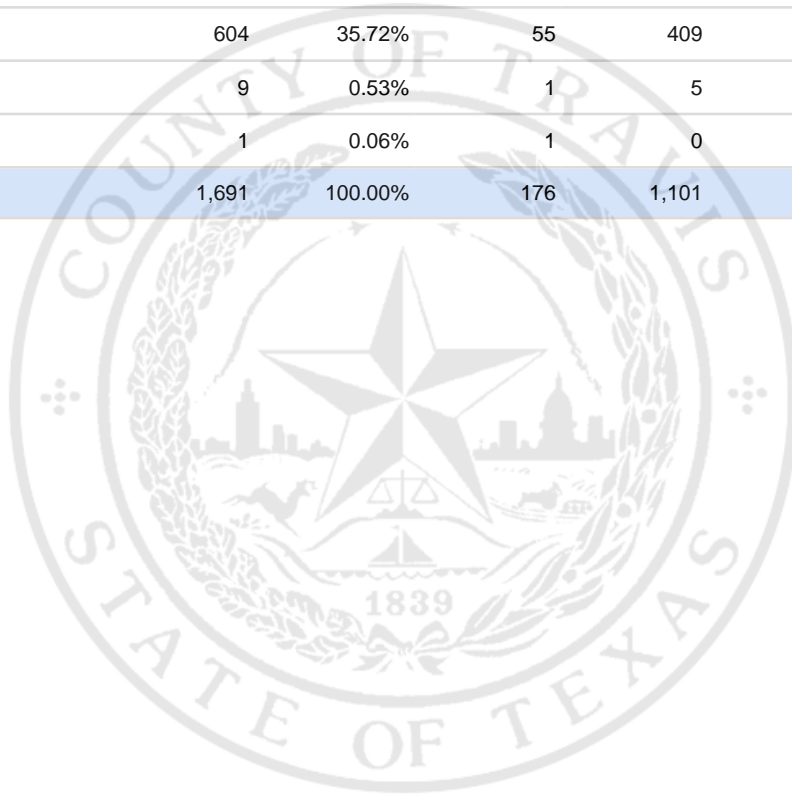 604 35.72% 55 409
9 0.53% 1 5
1 0.06% 1 0
1,691 100.00% 176 1,101
COUNTY OF TRAVIS
1839
STATE OF TEXAS